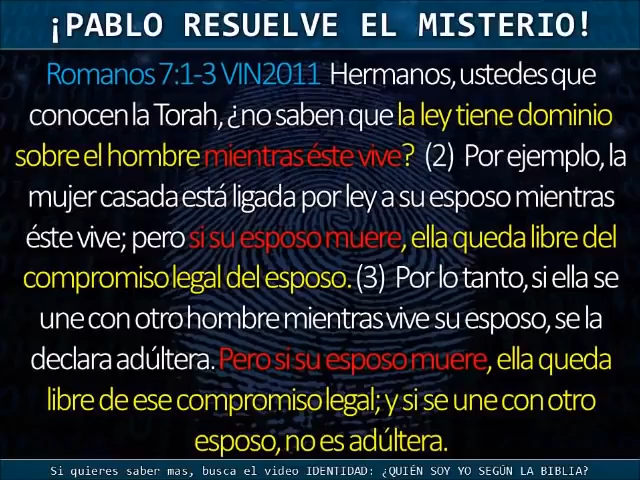 ¡PABLO RESUELVE EL MISTERIO!
Romanos 7:1-3 VIN2011 Hermanos, ustedes que
conocen la Torah, ¿no saben que la ley tiene dominio
sobre el hombre mientras éste vive? (2) Por ejemplo, la
mujer casada está ligada por ley a su esposo mientras
éste vive; pero si su esposo muere, ella queda libre del
compromiso legal del esposo. (3) Por lo tanto, si ella se
une con otro hombre mientras vive su esposo, se la
declara adúltera. Pero si su esposo muere, ella queda
libre de ese compromiso legal; y si se une con otro
esposo, no es adúltera.
Si quieres saber mas, busca el video IDENTIDAD: ¿QUIÉN SOY YO SEGÚN LA BIBLIA?